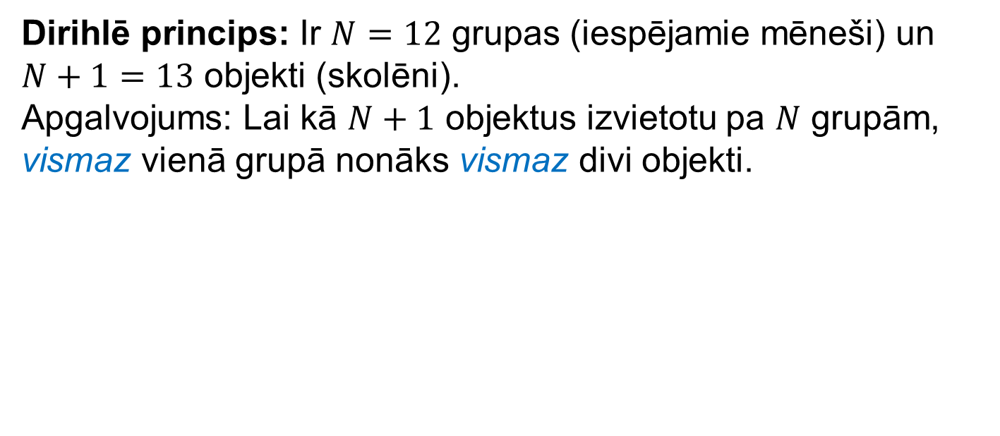 Dirihlē princips: Ir N = 12 grupas (iespējamie mēneši) un
N + 1 = 13 objekti (skolēni).
Apgalvojums: Lai kā N + 1 objektus izvietotu pa N grupām,
vismaz vienā grupā nonāks vismaz divi objekti.